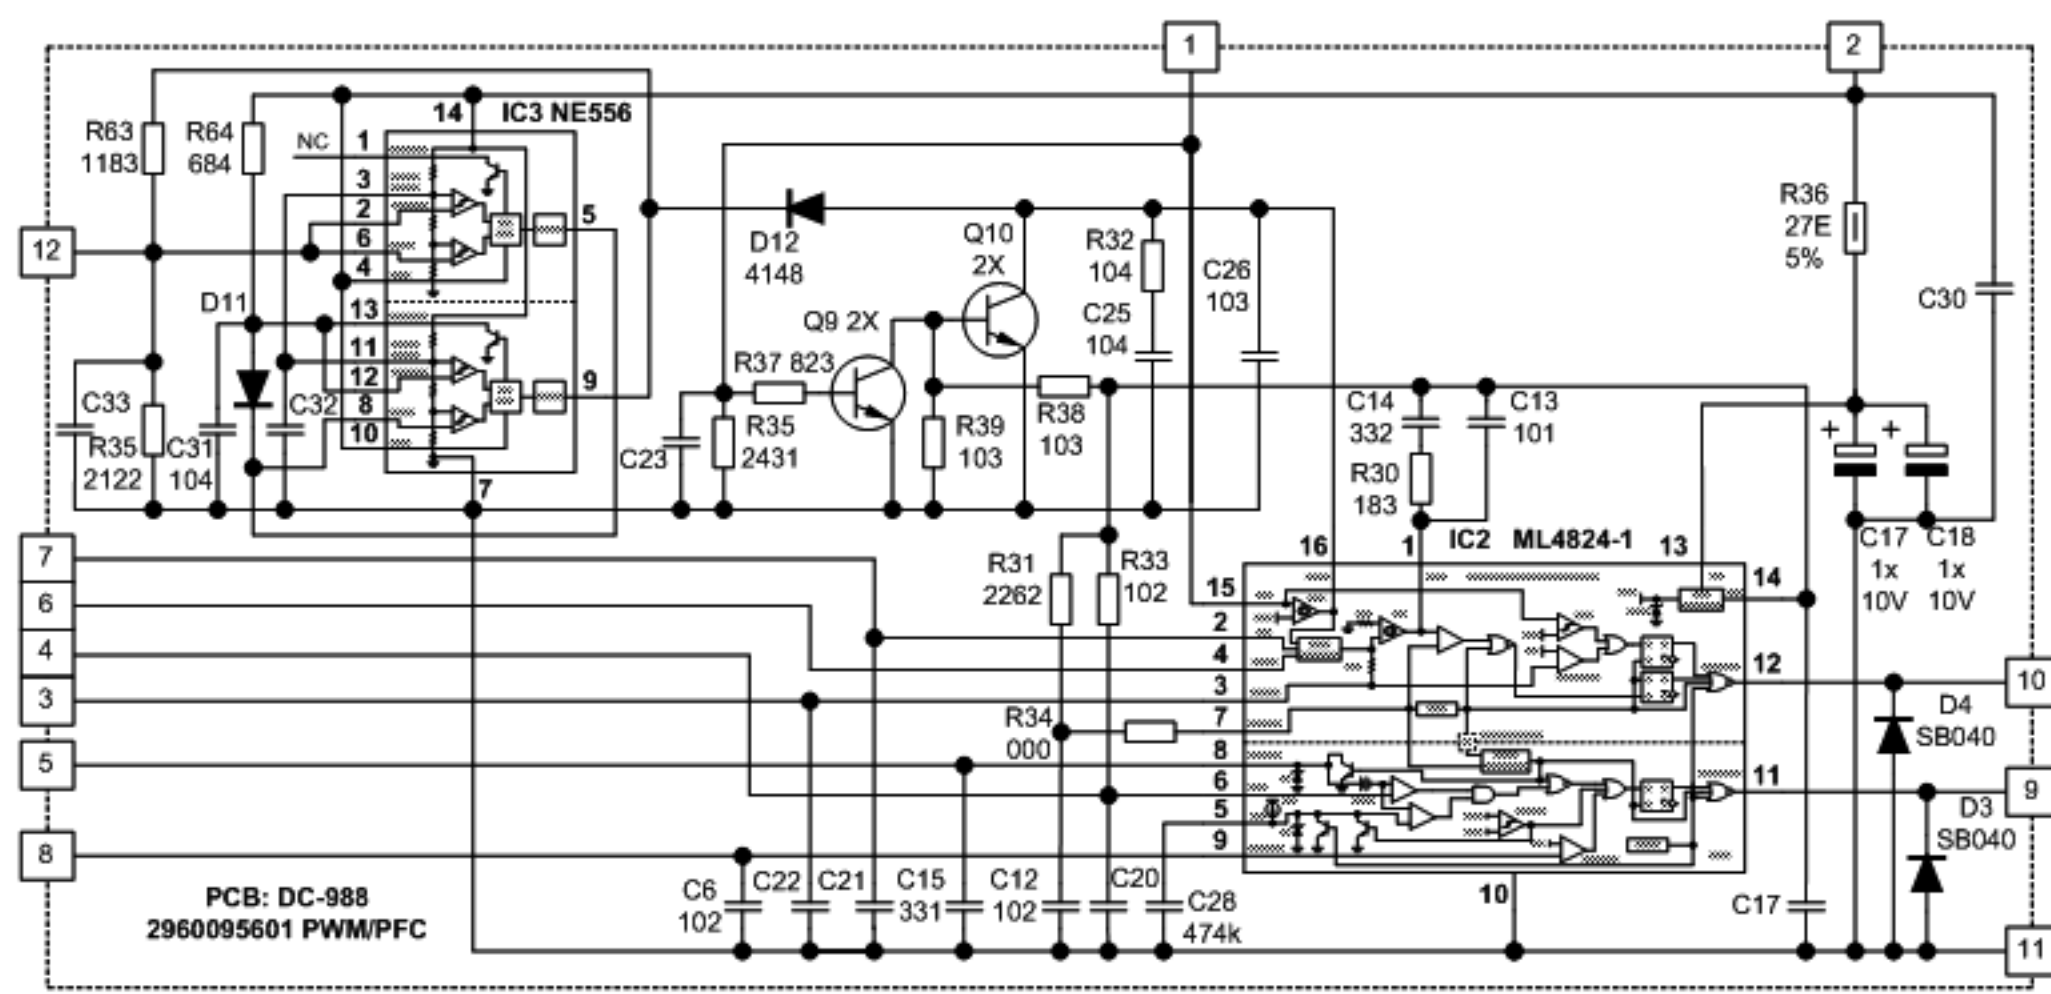 1
2
14
IC3 NE556
R63
1183
R64
684
NC
1
3
2
6
4
5
12
D11
13
11
12
8
10
9
7
C33
R35
2122
C31
104
C32
D12
4148
Q10
2X
Q9 2X
R37 823
R32
104
C25
104
C26
103
R36
27E
5%
C30
C23
R35
2431
R39
103
R38
103
C14
332
C13
101
R30
183
C17
1x
10V
C18
1x
10V
+
+
R31
2262
R33
102
16
1
IC2 ML4824-1
13
15
2
4
3
7
8
6
5
9
14
12
11
10
7
6
4
3
5
8
R34
000
10
D4
SB040
9
D3
SB040
11
PCB: DC-988
2960095601 PWM/PFC
C6
102
C22
C21
C15
331
C12
102
C20
C28
474k
C17